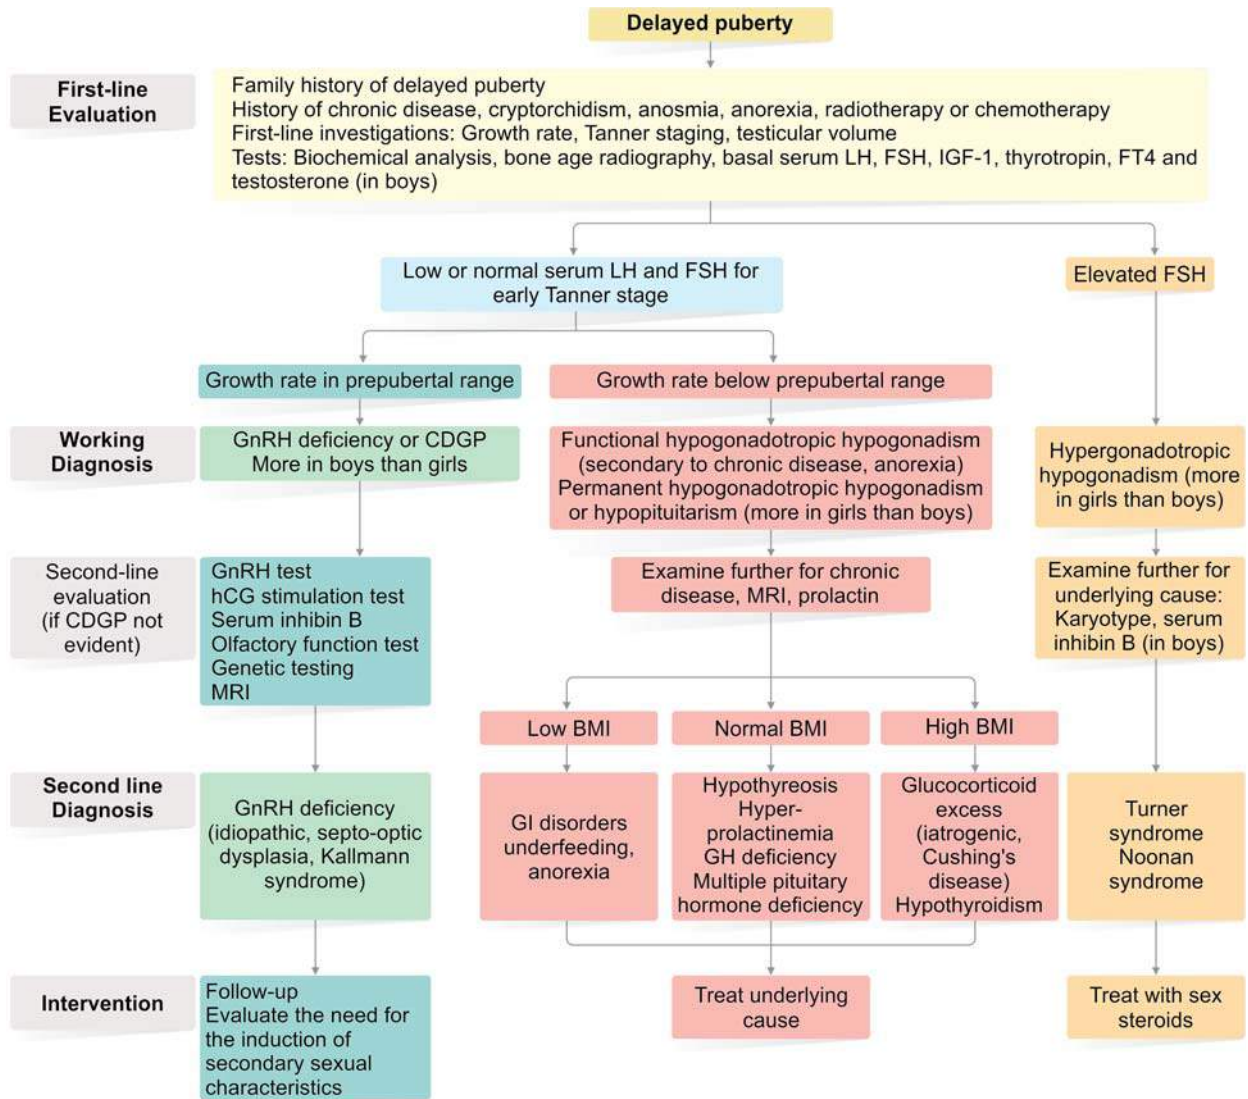 Delayed puberty
First-line
Evaluation
Family history of delayed puberty
History of chronic disease, cryptorchidism, anosmia, anorexia, radiotherapy or chemotherapy
First-line investigations: Growth rate, Tanner staging, testicular volume
Tests: Biochemical analysis, bone age radiography, basal serum LH, FSH, IGF-1, thyrotropin, FT4 and
testosterone (in boys)
Low or normal serum LH and FSH for
early Tanner stage
Elevated FSH
Growth rate in prepubertal range
Growth rate below prepubertal range
Working
Diagnosis
GnRH deficiency or CDGP
More in boys than girls
Functional hypogonadotropic hypogonadism
(secondary to chronic disease, anorexia)
Permanent hypogonadotropic hypogonadism
or hypopituitarism (more in girls than boys)
Hypergonadotropic
hypogonadism (more
in girls than boys)
Second-line
evaluation
(if CDGP not
evident)
GnRH test
hCG stimulation test
Serum inhibin B
Olfactory function test
Genetic testing
MRI
Examine further for chronic
disease, MRI, prolactin
Examine further for
underlying cause:
Karyotype, serum
inhibin B (in boys)
Low BMI
Normal BMI
High BMI
Second line
Diagnosis
GnRH deficiency
(idiopathic, septo-optic
dysplasia, Kallmann
syndrome)
GI disorders
underfeeding,
anorexia
Hypothyreosis
Hyper-
prolactinemia
GH deficiency
Multiple pituitary
hormone deficiency
Glucocorticoid
excess
(iatrogenic,
Cushing's
disease)
Hypothyroidism
Turner
syndrome
Noonan
syndrome
Intervention
Follow-up
Evaluate the need for
the induction of
secondary sexual
characteristics
Treat underlying
cause
Treat with sex
steroids